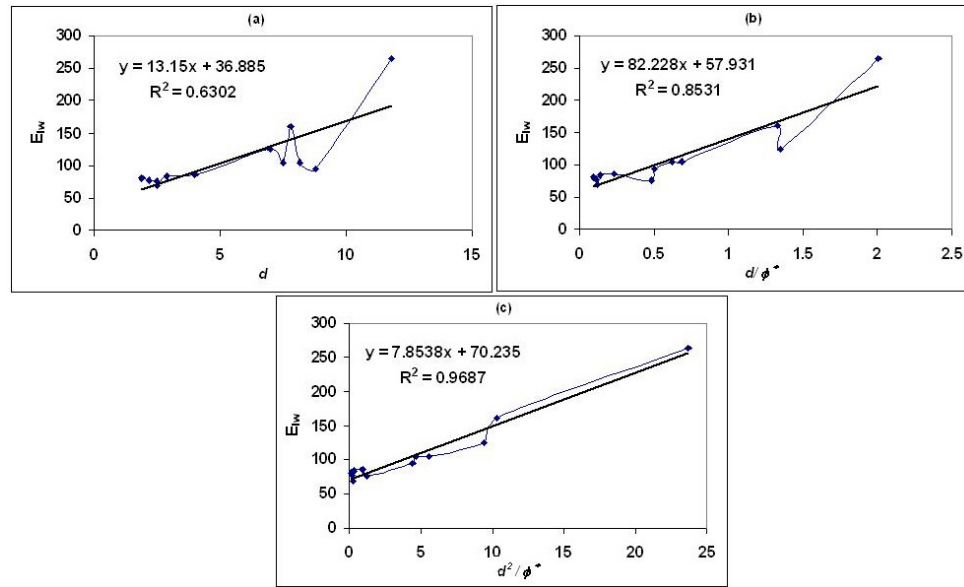 (a)
300
250
200
150
100
50
0
E_lw
y = 13.15x + 36.885
R² = 0.6302
0 5 10 15
d
(b)
300
250
200
150
100
50
0
E_lw
y = 82.228x + 57.931
R² = 0.8531
0 0.5 1 1.5 2 2.5
d/ϕ*
(c)
300
250
200
150
100
50
0
E_lw
y = 7.8538x + 70.235
R² = 0.9687
0 5 10 15 20 25
d²/ϕ*